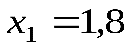 x₁ =1,8